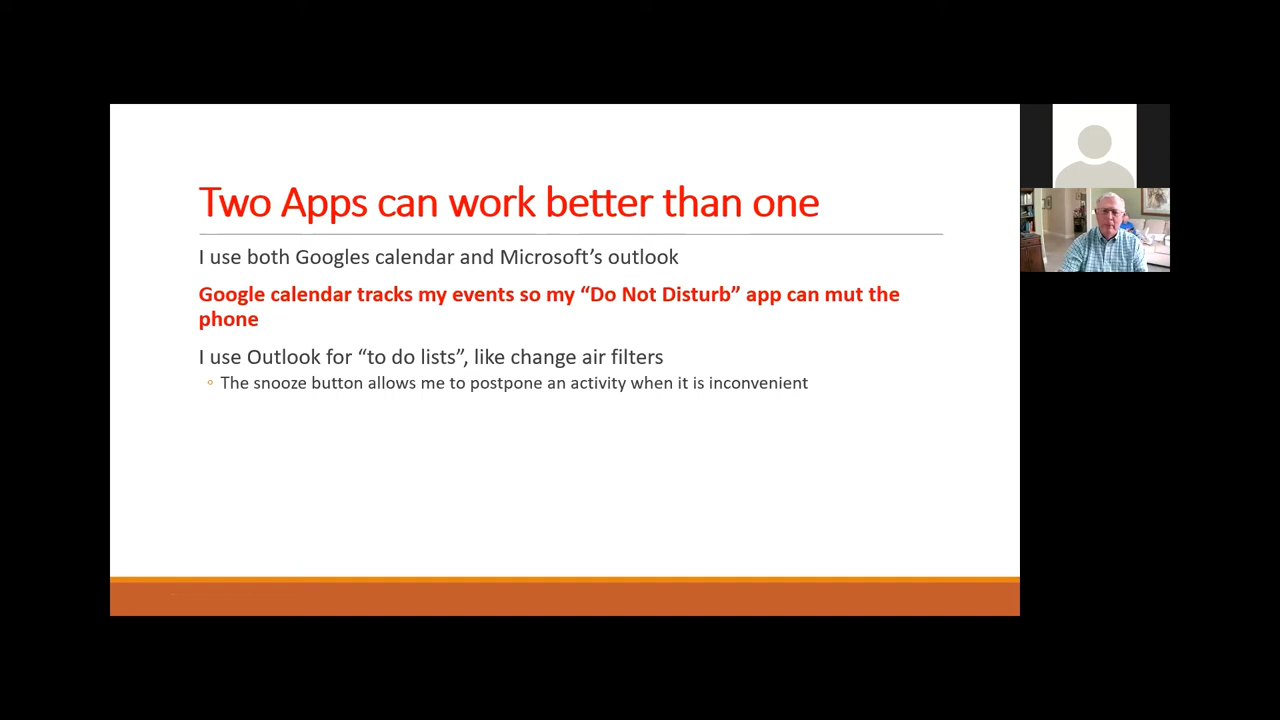 Two Apps can work better than one
I use both Googles calendar and Microsoft’s outlook
Google calendar tracks my events so my “Do Not Disturb” app can mut the
phone
I use Outlook for “to do lists”, like change air filters
The snooze button allows me to postpone an activity when it is inconvenient